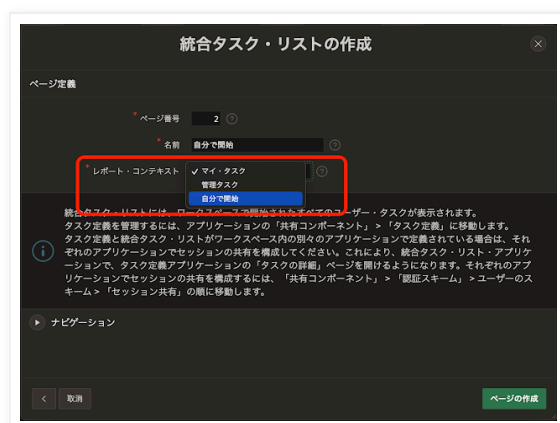 統合タスク・リストの作成
ページ定義
* ページ番号 2
* 名前 自分で開始
* レポート・コンテキスト ✓ マイ・タスク
管理タスク
自分で開始
統合タスク・リストには、ワークスペースで開始されたすべてのユーザー・タスクが表示されます。
タスク定義を管理するには、アプリケーションの「共有コンポーネント」 > 「タスク定義」に移動します。
タスク定義と統合タスク・リストがワークスペース内の別々のアプリケーションで定義されている場合は、それ
ぞれのアプリケーションでセッションの共有を構成してください。これにより、統合タスク・リスト・アプリケ
ーションで、タスク定義アプリケーションの「タスクの詳細」ページを開けるようになります。それぞれのアプ
リケーションでセッションの共有を構成するには、「共有コンポーネント」 > 「認証スキーム」 > ユーザーのス
キーム > 「セッション共有」の順に移動します。
ナビゲーション
取消
ページの作成